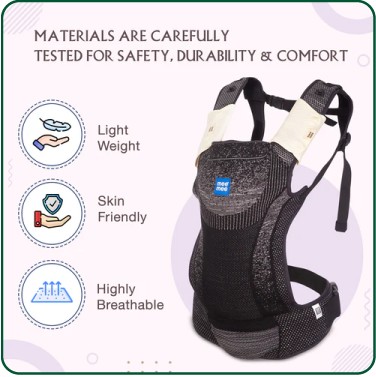 MATERIALS ARE CAREFULLY
TESTED FOR SAFETY, DURABILITY & COMFORT
Light
Weight
Skin
Friendly
Highly
Breathable
mee
mee